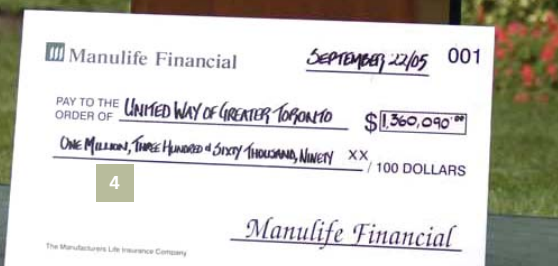 Manulife Financial
SEPTEMBER, 22/05 001
PAY TO THE
ORDER OF UNITED WAY OF GREATER TORONTO $ 1,360,090.00
ONE MILLION, THREE HUNDRED & SIXTY THOUSAND, NINETY XX / 100 DOLLARS
4
Manulife Financial
The Manufacturers Life Insurance Company